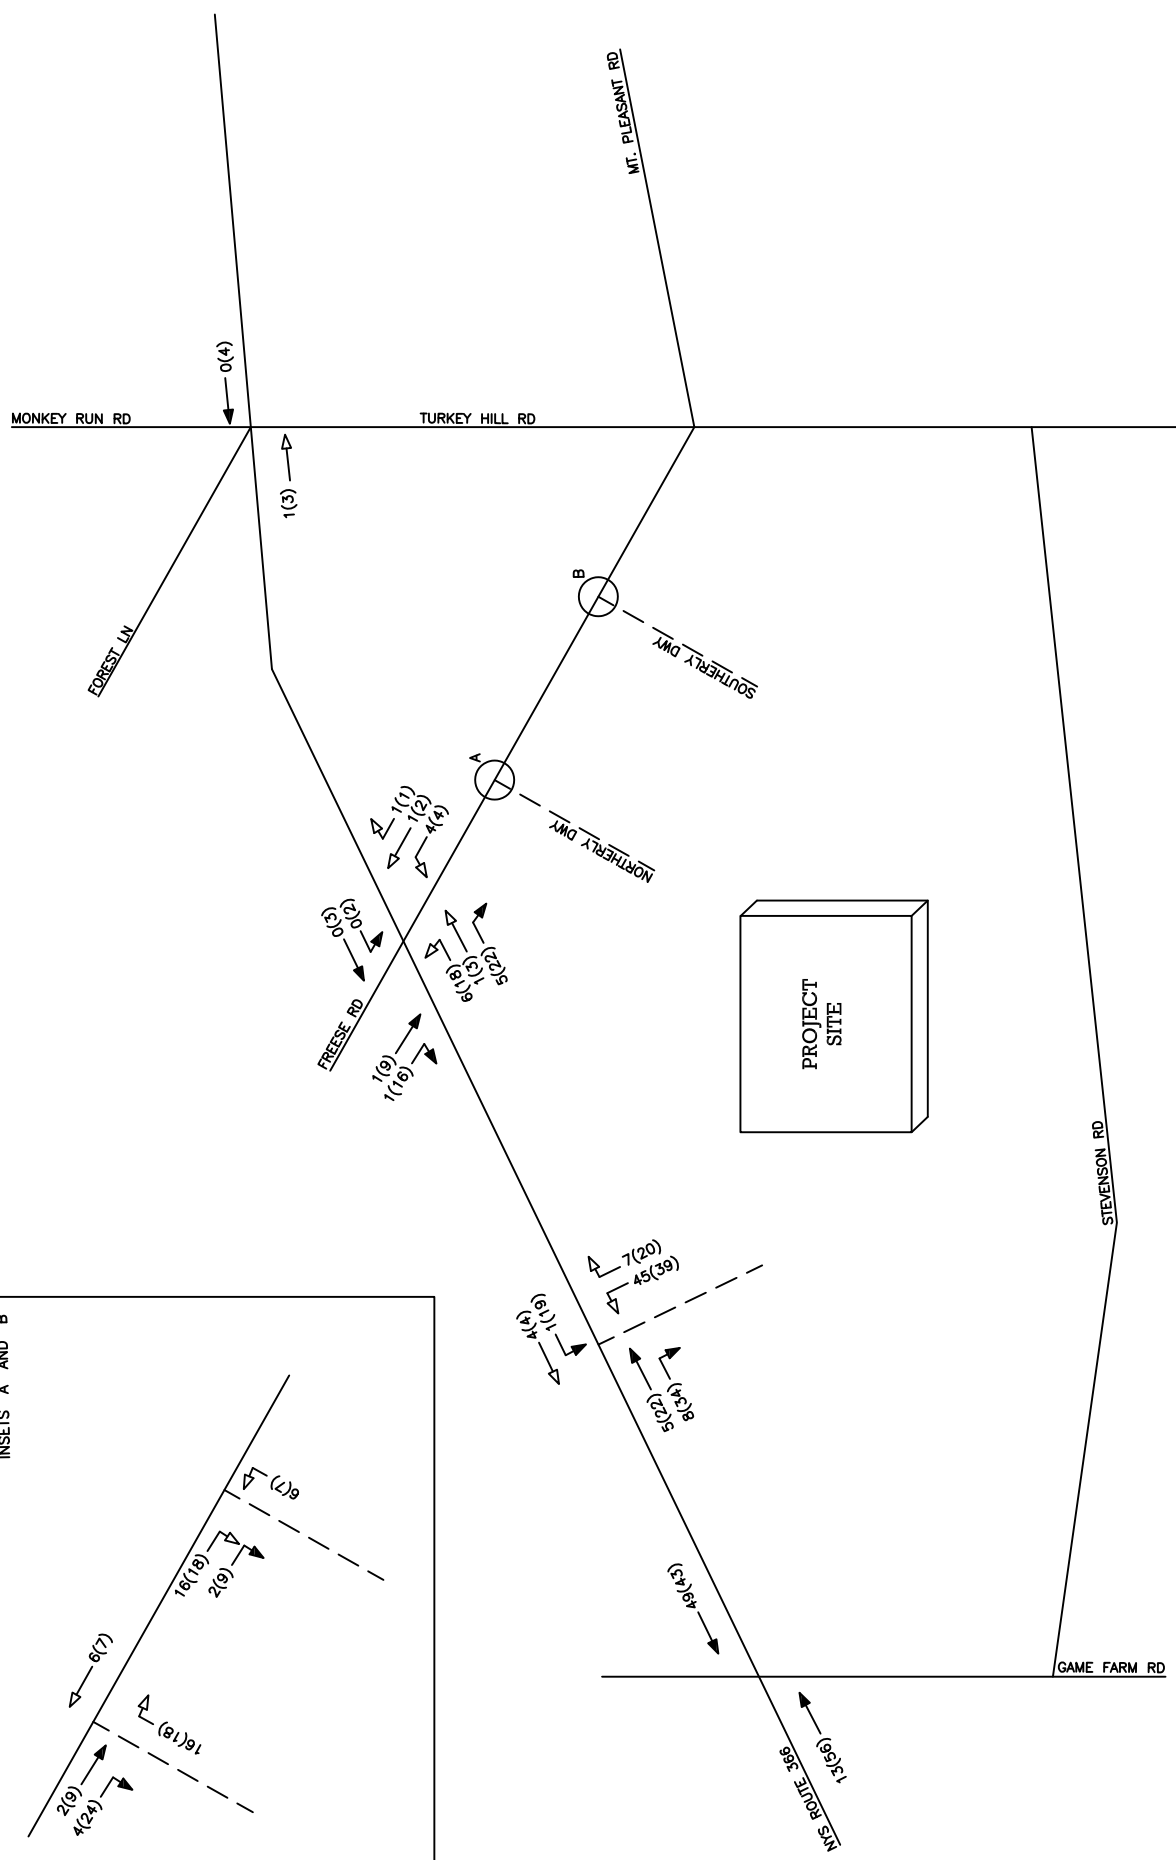 MT. PLEASANT RD
0(4)
MONKEY RUN RD
TURKEY HILL RD
1(3)
FOREST LN
B
SOUTHERLY DWY
A
NORTHERLY DWY
1(1)
1(2)
4(4)
0(3)
0(2)
6(18)
1(3)
5(22)
FREESE RD
1(9)
1(16)
PROJECT
SITE
STEVENSON RD
7(20)
45(39)
4(4)
1(19)
5(22)
8(34)
49(43)
GAME FARM RD
13(56)
NYS ROUTE 366
INSETS A AND B
6(7)
16(18)
2(9)
6(7)
16(18)
2(9)
4(24)